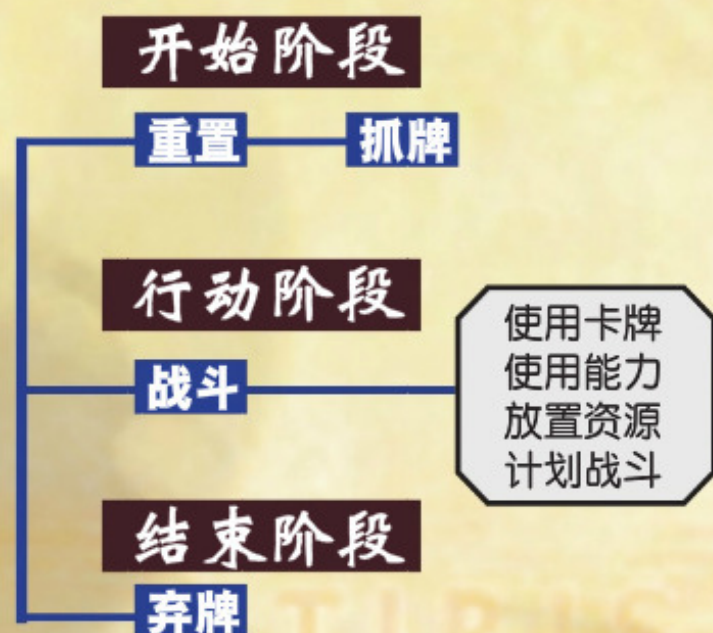 开始阶段
重置 抓牌
行动阶段
战斗
使用卡牌
使用能力
放置资源
计划战斗
结束阶段
弃牌